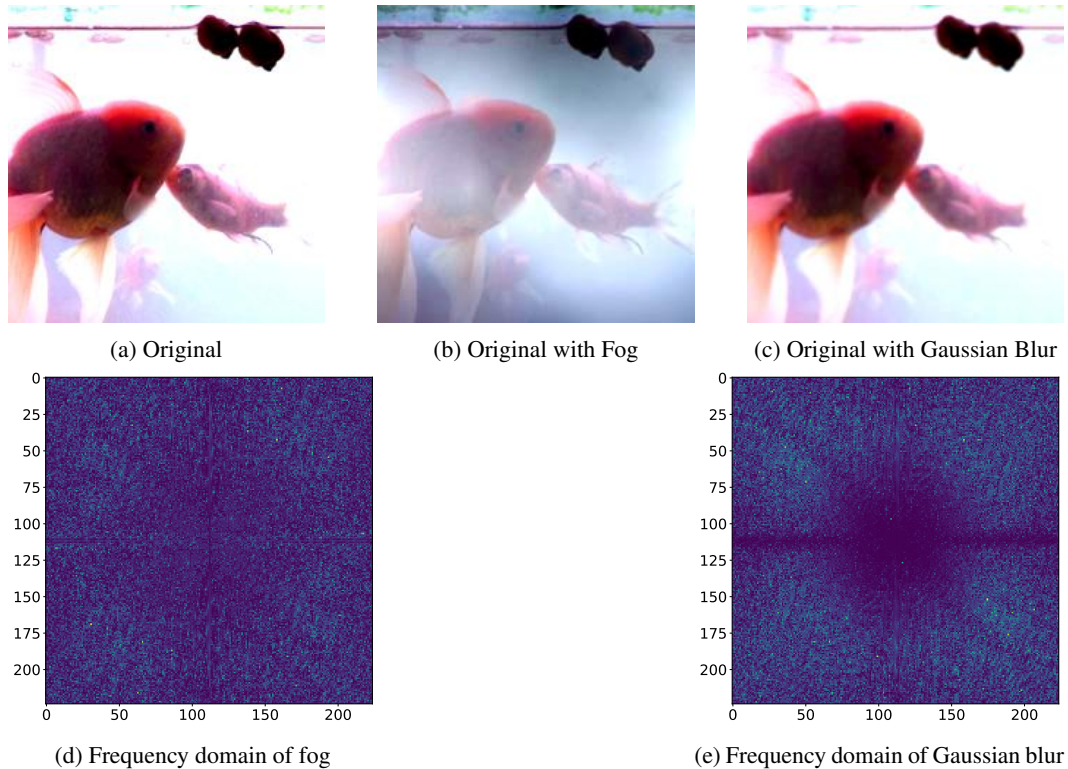 (a) Original
(b) Original with Fog
(c) Original with Gaussian Blur
0
25
50
75
100
125
150
175
200
0 50 100 150 200
(d) Frequency domain of fog
0
25
50
75
100
125
150
175
200
0 50 100 150 200
(e) Frequency domain of Gaussian blur